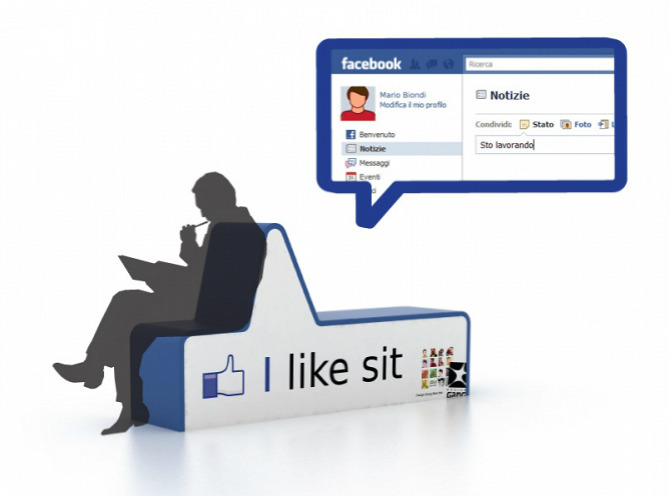 facebook
Ricerca
Mario Biondi
Modifica il mio profilo
Notizie
Condividi: Stato Foto
Sto lavorando
Benvenuto
Notizie
Messaggi
Eventi
I like sit